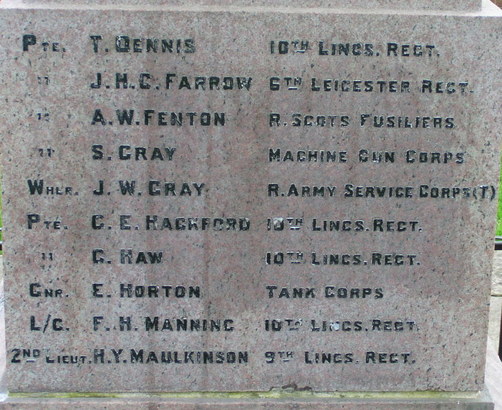 PTE. T. DENNIS 10TH LINCS. REGT.
" J. H. C. FARROW 6TH LEICESTER REGT.
" A. W. FENTON R. SCOTS FUSILIERS
" S. GRAY MACHINE GUN CORPS
WHLR. J. W. GRAY. R. ARMY SERVICE CORPS (T)
PTE. C. E. HACKFORD 10TH LINCS. REGT.
" G. HAW 10TH LINCS. REGT.
GNR. E. HORTON TANK CORPS
L/C. F. H. MANNING 10TH LINCS. REGT.
2ND LIEUT. H. Y. MAULKINSON 9TH LINCS. REGT.